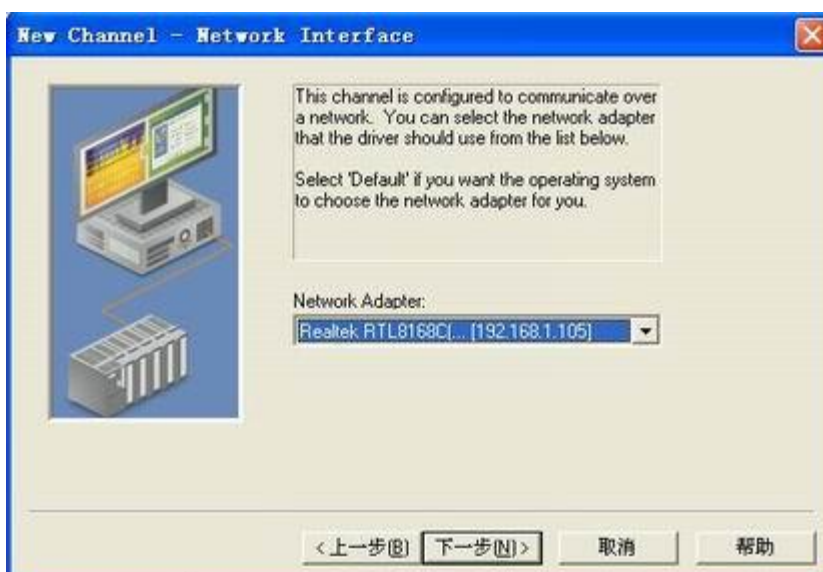 New Channel - Network Interface
This channel is configured to communicate over
a network. You can select the network adapter
that the driver should use from the list below.
Select 'Default' if you want the operating system
to choose the network adapter for you.
Network Adapter:
Realtek RTL8168C(... [192.168.1.105]
<上一步(B) 下一步(N)> 取消 帮助